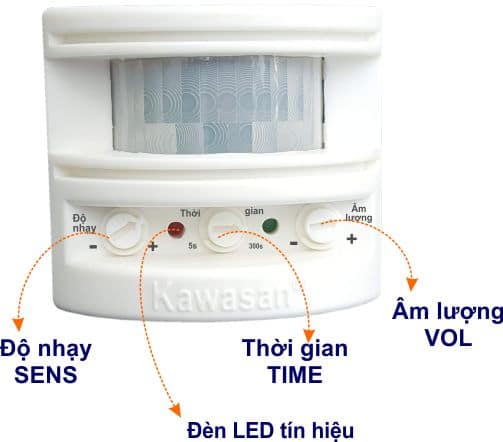 Độ
nhạy
- +
Thời gian
5s 300s
Âm
lượng
- +
Kawasan
Độ nhạy
SENS
Thời gian
TIME
Âm lượng
VOL
Đèn LED tín hiệu